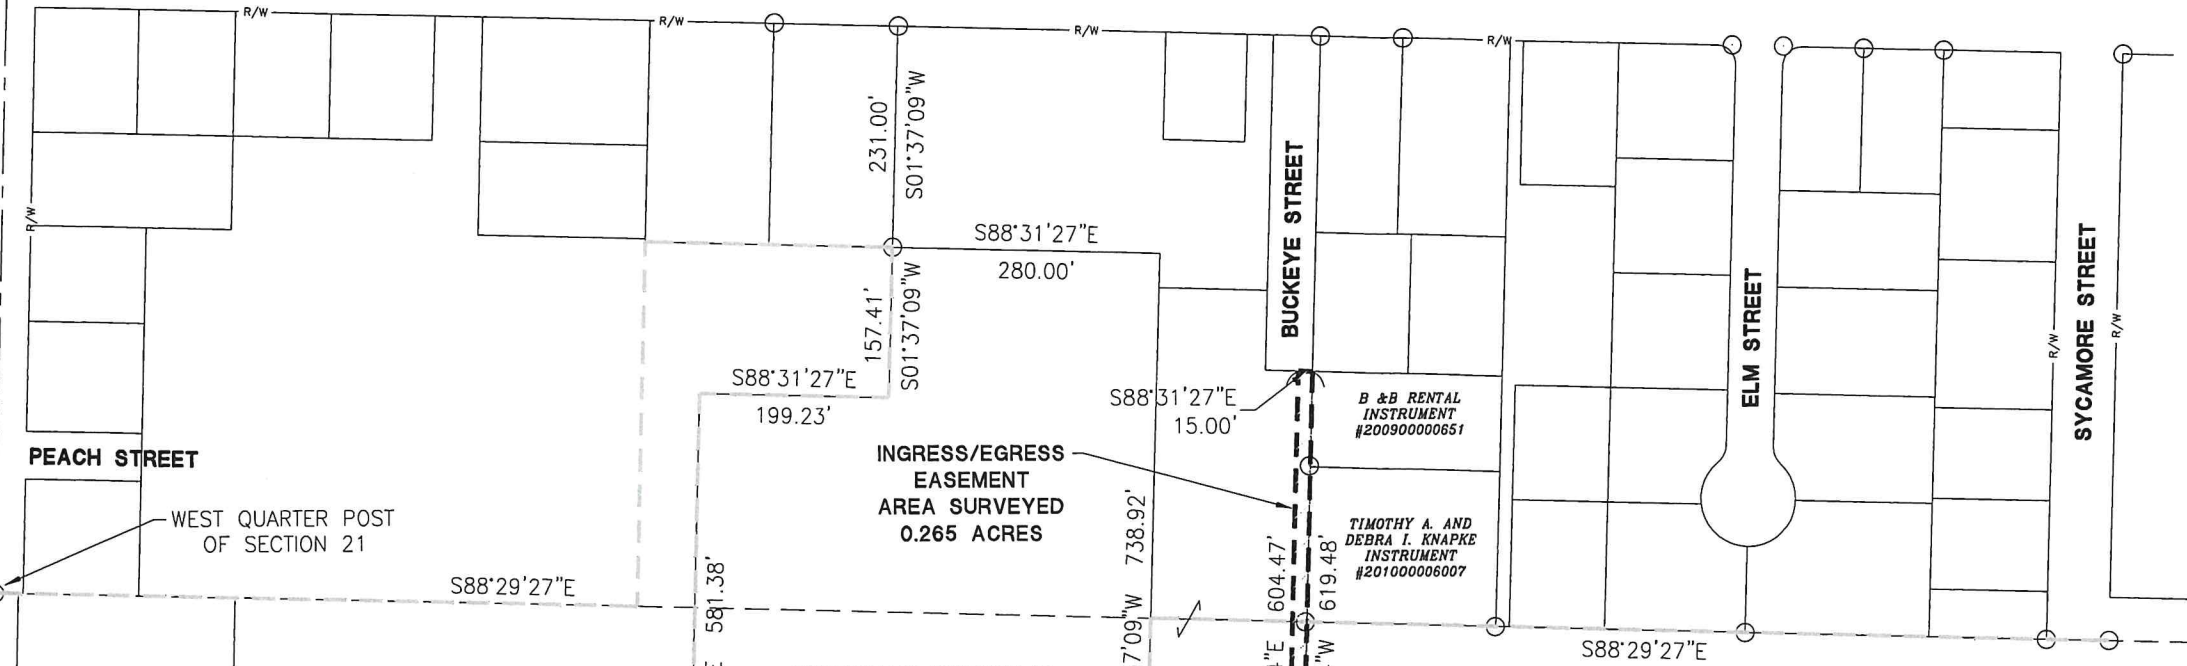 R/W
R/W
R/W
R/W
R/W
231.00'
S01°37'09"W
S88°31'27"E
280.00'
157.41'
S01°37'09"W
S88°31'27"E
199.23'
BUCKEYE STREET
S88°31'27"E
15.00'
B &B RENTAL
INSTRUMENT
#200900000651
ELM STREET
R/W
SYCAMORE STREET
R/W
PEACH STREET
WEST QUARTER POST
OF SECTION 21
INGRESS/EGRESS
EASEMENT
AREA SURVEYED
0.265 ACRES
738.92'
7'09"W
604.47'
619.48'
TIMOTHY A. AND
DEBRA I. KNAPKE
INSTRUMENT
#201000006007
S88°29'27"E
581.38'
"E
"W
S88°29'27"E